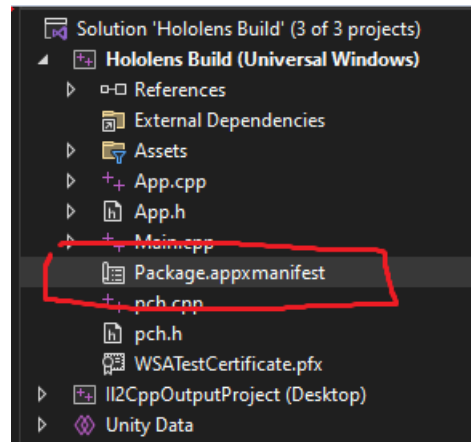 Solution 'Hololens Build' (3 of 3 projects)
Hololens Build (Universal Windows)
References
External Dependencies
Assets
App.cpp
App.h
Main.cpp
Package.appxmanifest
pch.cpp
pch.h
WSATestCertificate.pfx
Il2CppOutputProject (Desktop)
Unity Data